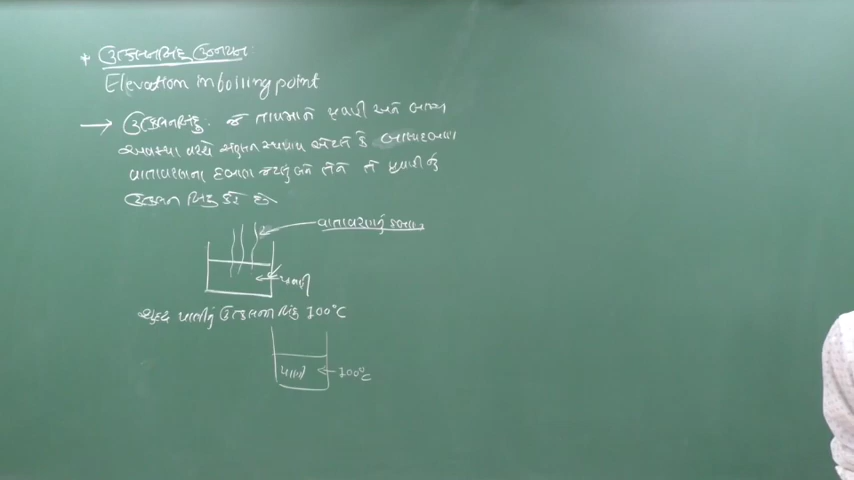 * ઉત્કલનબિંદુ ઉન્નયન :
Elevation in boiling point
→ ઉત્કલનબિંદુ : જે તાપમાને પ્રવાહી અને બાષ્પ
અવસ્થા વચ્ચે સંતુલન સ્થપાય એટલે કે બાષ્પદબાણ
વાતાવરણના દબાણ જેટલું બને તેને તે પ્રવાહીનું
ઉત્કલન બિંદુ કહે છે.
વાતાવરણનું દબાણ
શુદ્ધ પાણીનું ઉત્કલન બિંદુ 100°C
પાણી 100°C